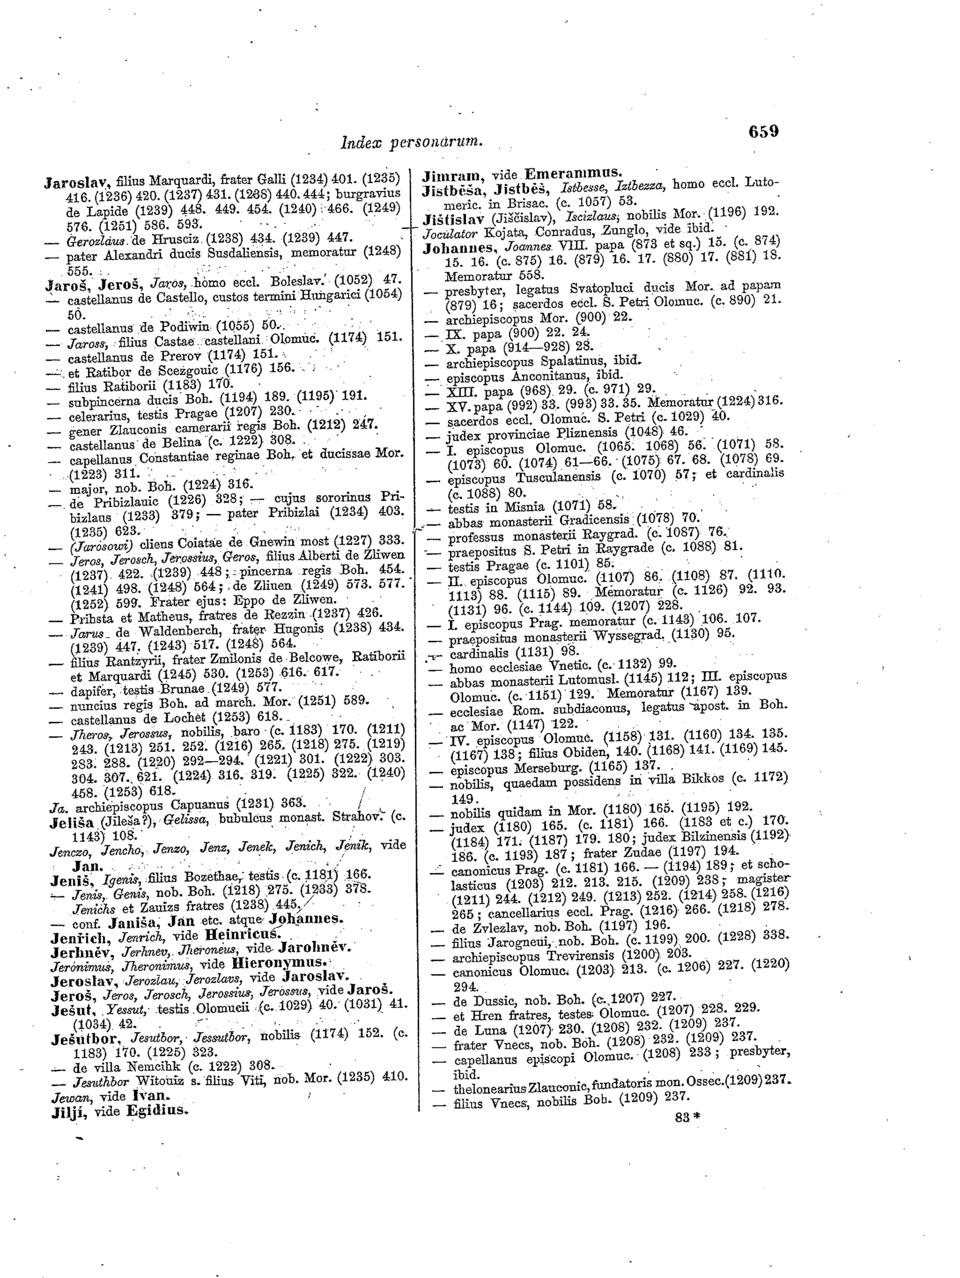 Index personarum.
659
Jaroslav, filius Marquardi, frater Galli (1234) 401. (1235)
416. (1236) 420. (1237) 431. (1238) 440. 444; burgravius
de Lapide (1239) 448. 449. 454. (1240) 466. (1249)
576. (1251) 586. 593.
— Gerozlaus de Hrusciz (1238) 434. (1239) 447.
— pater Alexandri ducis Susdaliensis, memoratur (1248)
555.
Jaroš, Jeroš, Jaros, homo eccl. Boleslav. (1052) 47.
— castellanus de Castello, custos termini Hungarici (1054)
50.
— castellanus de Podiwin (1055) 50.
— Jaross, filius Castae castellani Olomuc. (1174) 151.
— castellanus de Prerov (1174) 151.
— et Ratibor de Scezgouic (1176) 156.
— filius Ratiborii (1183) 170.
— subpincerna ducis Boh. (1194) 189. (1195) 191.
— celerarius, testis Pragae (1207) 230.
— gener Zlauconis camerarii regis Boh. (1212) 247.
— castellanus de Belina (c. 1222) 308.
— capellanus Constantiae reginae Boh. et ducissae Mor.
(1223) 311.
— major, nob. Boh. (1224) 316.
— de Pribizlauic (1226) 328; — cujus sororinus Pri-
bizlaus (1233) 379; — pater Pribizlai (1234) 403.
(1235) 623.
— (Jarosowi) cliens Coiatae de Gnewin most (1227) 333.
— Jeros, Jerosch, Jerossius, Geros, filius Alberti de Zliwen
(1237) 422. (1239) 448; pincerna regis Boh. 454.
(1241) 498. (1248) 564; de Zliuen (1249) 573. 577.
(1252) 599. Frater ejus: Eppo de Zliwen.
— Pribsta et Matheus, fratres de Rezzin (1237) 426.
— Jarus de Waldenberch, frater Hugonis (1238) 434.
(1239) 447. (1243) 517. (1248) 564.
— filius Rantzyrii, frater Zmilonis de Belcowe, Ratiborii
et Marquardi (1245) 530. (1253) 616. 617.
— dapifer, testis Brunae (1249) 577.
— nuncius regis Boh. ad march. Mor. (1251) 589.
— castellanus de Lochet (1253) 618.
— Jheros, Jerossus, nobilis, baro (c. 1183) 170. (1211)
243. (1213) 251. 252. (1216) 265. (1218) 275. (1219)
283. 288. (1220) 292—294. (1221) 301. (1222) 303.
304. 307. 621. (1224) 316. 319. (1225) 322. (1240)
458. (1253) 618.
Ja. archiepiscopus Capuanus (1231) 363.
Jeliša (Jileša?), Gelissa, bubulcus monast. Strahov. (c.
1143) 108.
Jenczo, Jencho, Jenzo, Jenz, Jenek, Jenich, Jenik, vide
Jan.
Jeniš, Igenis, filius Bozethae, testis (c. 1181) 166.
— Jenis, Genis, nob. Boh. (1218) 275. (1233) 378.
Jenichs et Zauizs fratres (1238) 445.
— conf. Janiša, Jan etc. atque Johannes.
Jenřich, Jenrich, vide Heinricus.
Jerhněv, Jerhnev, Jheroneus, vide Jarohněv.
Jerónimus, Jheronimus, vide Hieronymus.
Jeroslav, Jerozlau, Jerozlavs, vide Jaroslav.
Jeroš, Jeros, Jerosch, Jerossius, Jerossus, vide Jaroš.
Ješut, Yessut, testis Olomucii (c. 1029) 40. (1031) 41.
(1034) 42.
Ješutbor, Jesutbor, Jessutbor, nobilis (1174) 152. (c.
1183) 170. (1225) 323.
— de villa Nemcihk (c. 1222) 308.
— Jesuthbor Witouiz s. filius Viti, nob. Mor. (1235) 410.
Jewan, vide Ivan.
Jiljí, vide Egidius.
Jimram, vide Emerammus.
Jistběša, Jistběš, Istbesse, Iztbezza, homo eccl. Luto-
meric. in Brisac. (c. 1057) 53.
Jištislav (Jiščislav), Iscizlaus, nobilis Mor. (1196) 192.
Joculator Kojata, Conradus, Zunglo, vide ibid.
Johannes, Joannes VIII. papa (873 et sq.) 15. (c. 874)
15. 16. (c. 875) 16. (879) 16. 17. (880) 17. (881) 18.
Memoratur 558.
— presbyter, legatus Svatopluci ducis Mor. ad papam
(879) 16; sacerdos eccl. S. Petri Olomuc. (c. 890) 21.
— archiepiscopus Mor. (900) 22.
— IX. papa (900) 22. 24.
— X. papa (914—928) 28.
— archiepiscopus Spalatinus, ibid.
— episcopus Anconitanus, ibid.
— XIII. papa (968) 29. (c. 971) 29.
— XV. papa (992) 33. (993) 33. 35. Memoratur (1224) 316.
— sacerdos eccl. Olomuc. S. Petri (c. 1029) 40.
— judex provinciae Pliznensis (1048) 46.
— I. episcopus Olomuc. (1065. 1068) 56. (1071) 58.
(1073) 60. (1074) 61—66. (1075) 67. 68. (1078) 69.
— episcopus Tusculanensis (c. 1070) 57; et cardinalis
(c. 1088) 80.
— testis in Misnia (1071) 58.
— abbas monasterii Gradicensis (1078) 70.
— professus monasterii Raygrad. (c. 1087) 76.
— praepositus S. Petri in Raygrade (c. 1088) 81.
— testis Pragae (c. 1101) 85.
— II. episcopus Olomuc. (1107) 86. (1108) 87. (1110.
1113) 88. (1115) 89. Memoratur (c. 1126) 92. 93.
(1131) 96. (c. 1144) 109. (1207) 228.
— I. episcopus Prag. memoratur (c. 1143) 106. 107.
— praepositus monasterii Wyssegrad. (1130) 95.
— cardinalis (1131) 98.
— homo ecclesiae Vnetic. (c. 1132) 99.
— abbas monasterii Lutomusl. (1145) 112; III. episcopus
Olomuc. (c. 1151) 129. Memoratur (1167) 139.
— ecclesiae Rom. subdiaconus, legatus apost. in Boh.
ac Mor. (1147) 122.
— IV. episcopus Olomuc. (1158) 131. (1160) 134. 135.
(1167) 138; filius Obiden, 140. (1168) 141. (1169) 145.
— episcopus Merseburg. (1165) 137.
— nobilis, quaedam possidens in villa Bikkos (c. 1172)
149.
— nobilis quidam in Mor. (1180) 165. (1195) 192.
— judex (1180) 165. (c. 1181) 166. (1183 et c.) 170.
(1184) 171. (1187) 179. 180; judex Bilzinensis (1192)
186. (c. 1193) 187; frater Zudae (1197) 194.
— canonicus Prag. (c. 1181) 166. — (1194) 189; et scho-
lasticus (1203) 212. 213. 215. (1209) 238; magister
(1211) 244. (1212) 249. (1213) 252. (1214) 258. (1216)
265; cancellarius eccl. Prag. (1216) 266. (1218) 278.
— de Zvlezlav, nob. Boh. (1197) 196.
— filius Jarogneui, nob. Boh. (c. 1199) 200. (1228) 338.
— archiepiscopus Trevirensis (1200) 203.
— canonicus Olomuc. (1203) 213. (c. 1206) 227. (1220)
294.
— de Dussic, nob. Boh. (c. 1207) 227.
— et Hren fratres, testes Olomuc. (1207) 228. 229.
— de Luna (1207) 230. (1208) 232. (1209) 237.
— frater Vnecs, nob. Boh. (1208) 232. (1209) 237.
— capellanus episcopi Olomuc. (1208) 233; presbyter,
ibid.
— thelonearius Zlauconic, fundatoris mon. Ossec. (1209) 237.
— filius Vnecs, nobilis Boh. (1209) 237.
83*